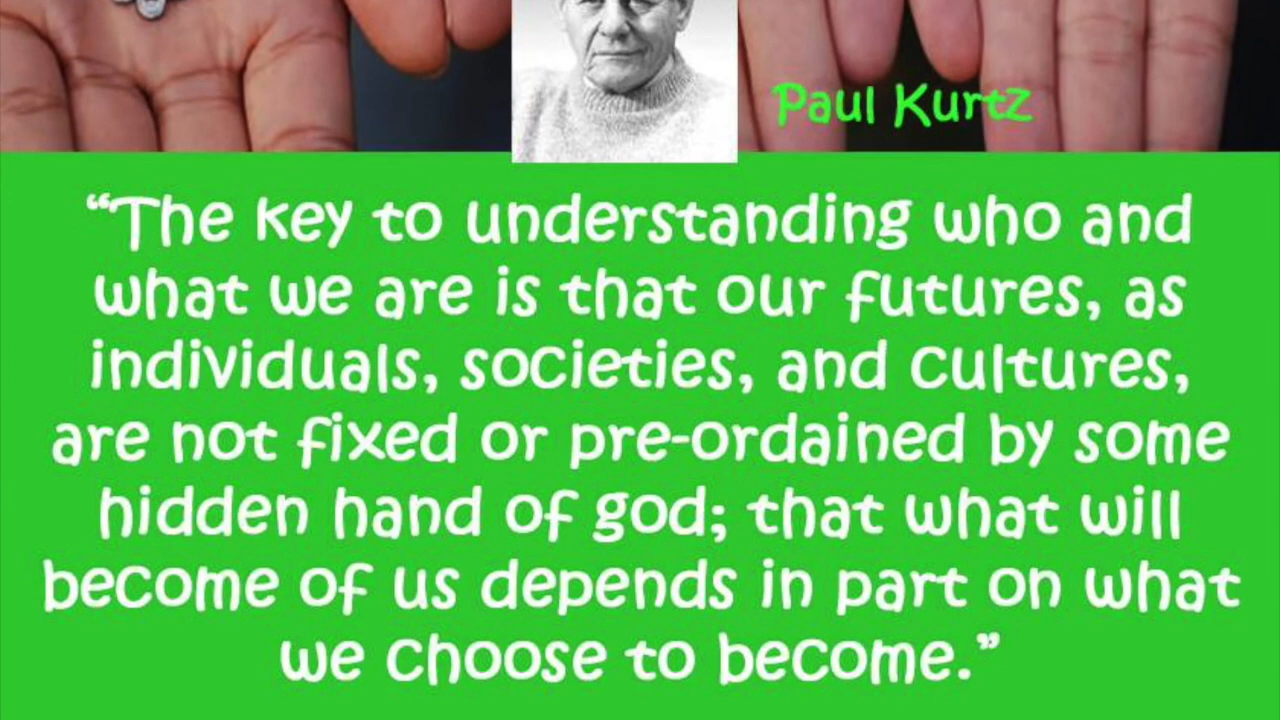 Paul Kurtz
“The key to understanding who and
what we are is that our futures, as
individuals, societies, and cultures,
are not fixed or pre-ordained by some
hidden hand of god; that what will
become of us depends in part on what
we choose to become.”